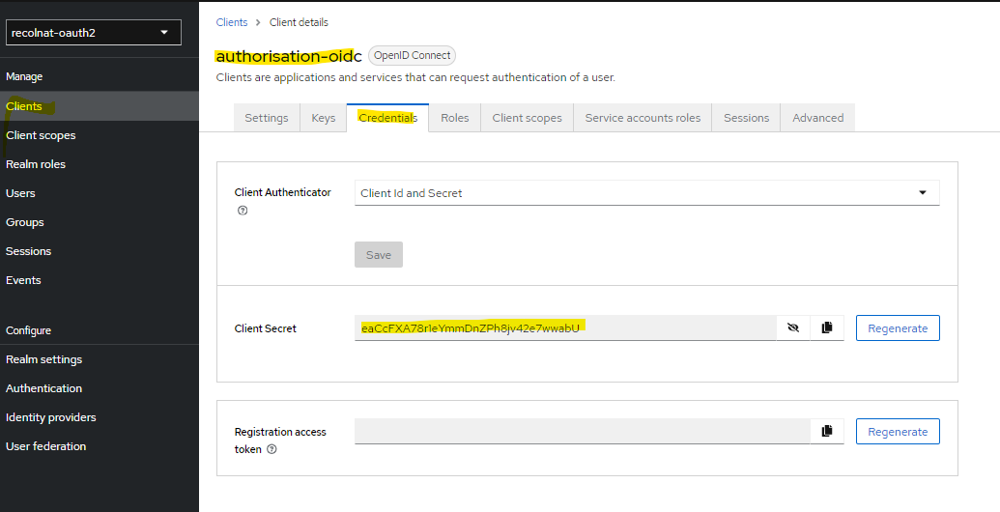 recolnat-oauth2
Manage
Clients
Client scopes
Realm roles
Users
Groups
Sessions
Events
Configure
Realm settings
Authentication
Identity providers
User federation
Clients > Client details
authorisation-oidc OpenID Connect
Clients are applications and services that can request authentication of a user.
Settings Keys Credentials Roles Client scopes Service accounts roles Sessions Advanced
Client Authenticator
Client Id and Secret
Save
Client Secret eaCcFXA78rIeYmmDnZPh8jv42e7wwabU Regenerate
Registration access
token
Regenerate